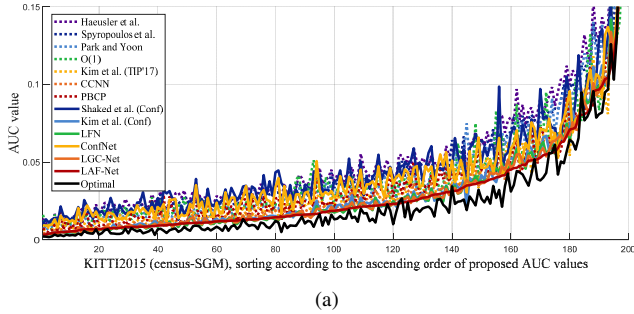 0.15
0.1
0.05
0
AUC value
Haeusler et al.
Spyropoulos et al.
Park and Yoon
O(1)
Kim et al. (TIP'17)
CCNN
PBCP
Shaked et al. (Conf)
Kim et al. (Conf)
LFN
ConfNet
LGC-Net
LAF-Net
Optimal
20 40 60 80 100 120 140 160 180 200
KITTI2015 (census-SGM), sorting according to the ascending order of proposed AUC values
(a)